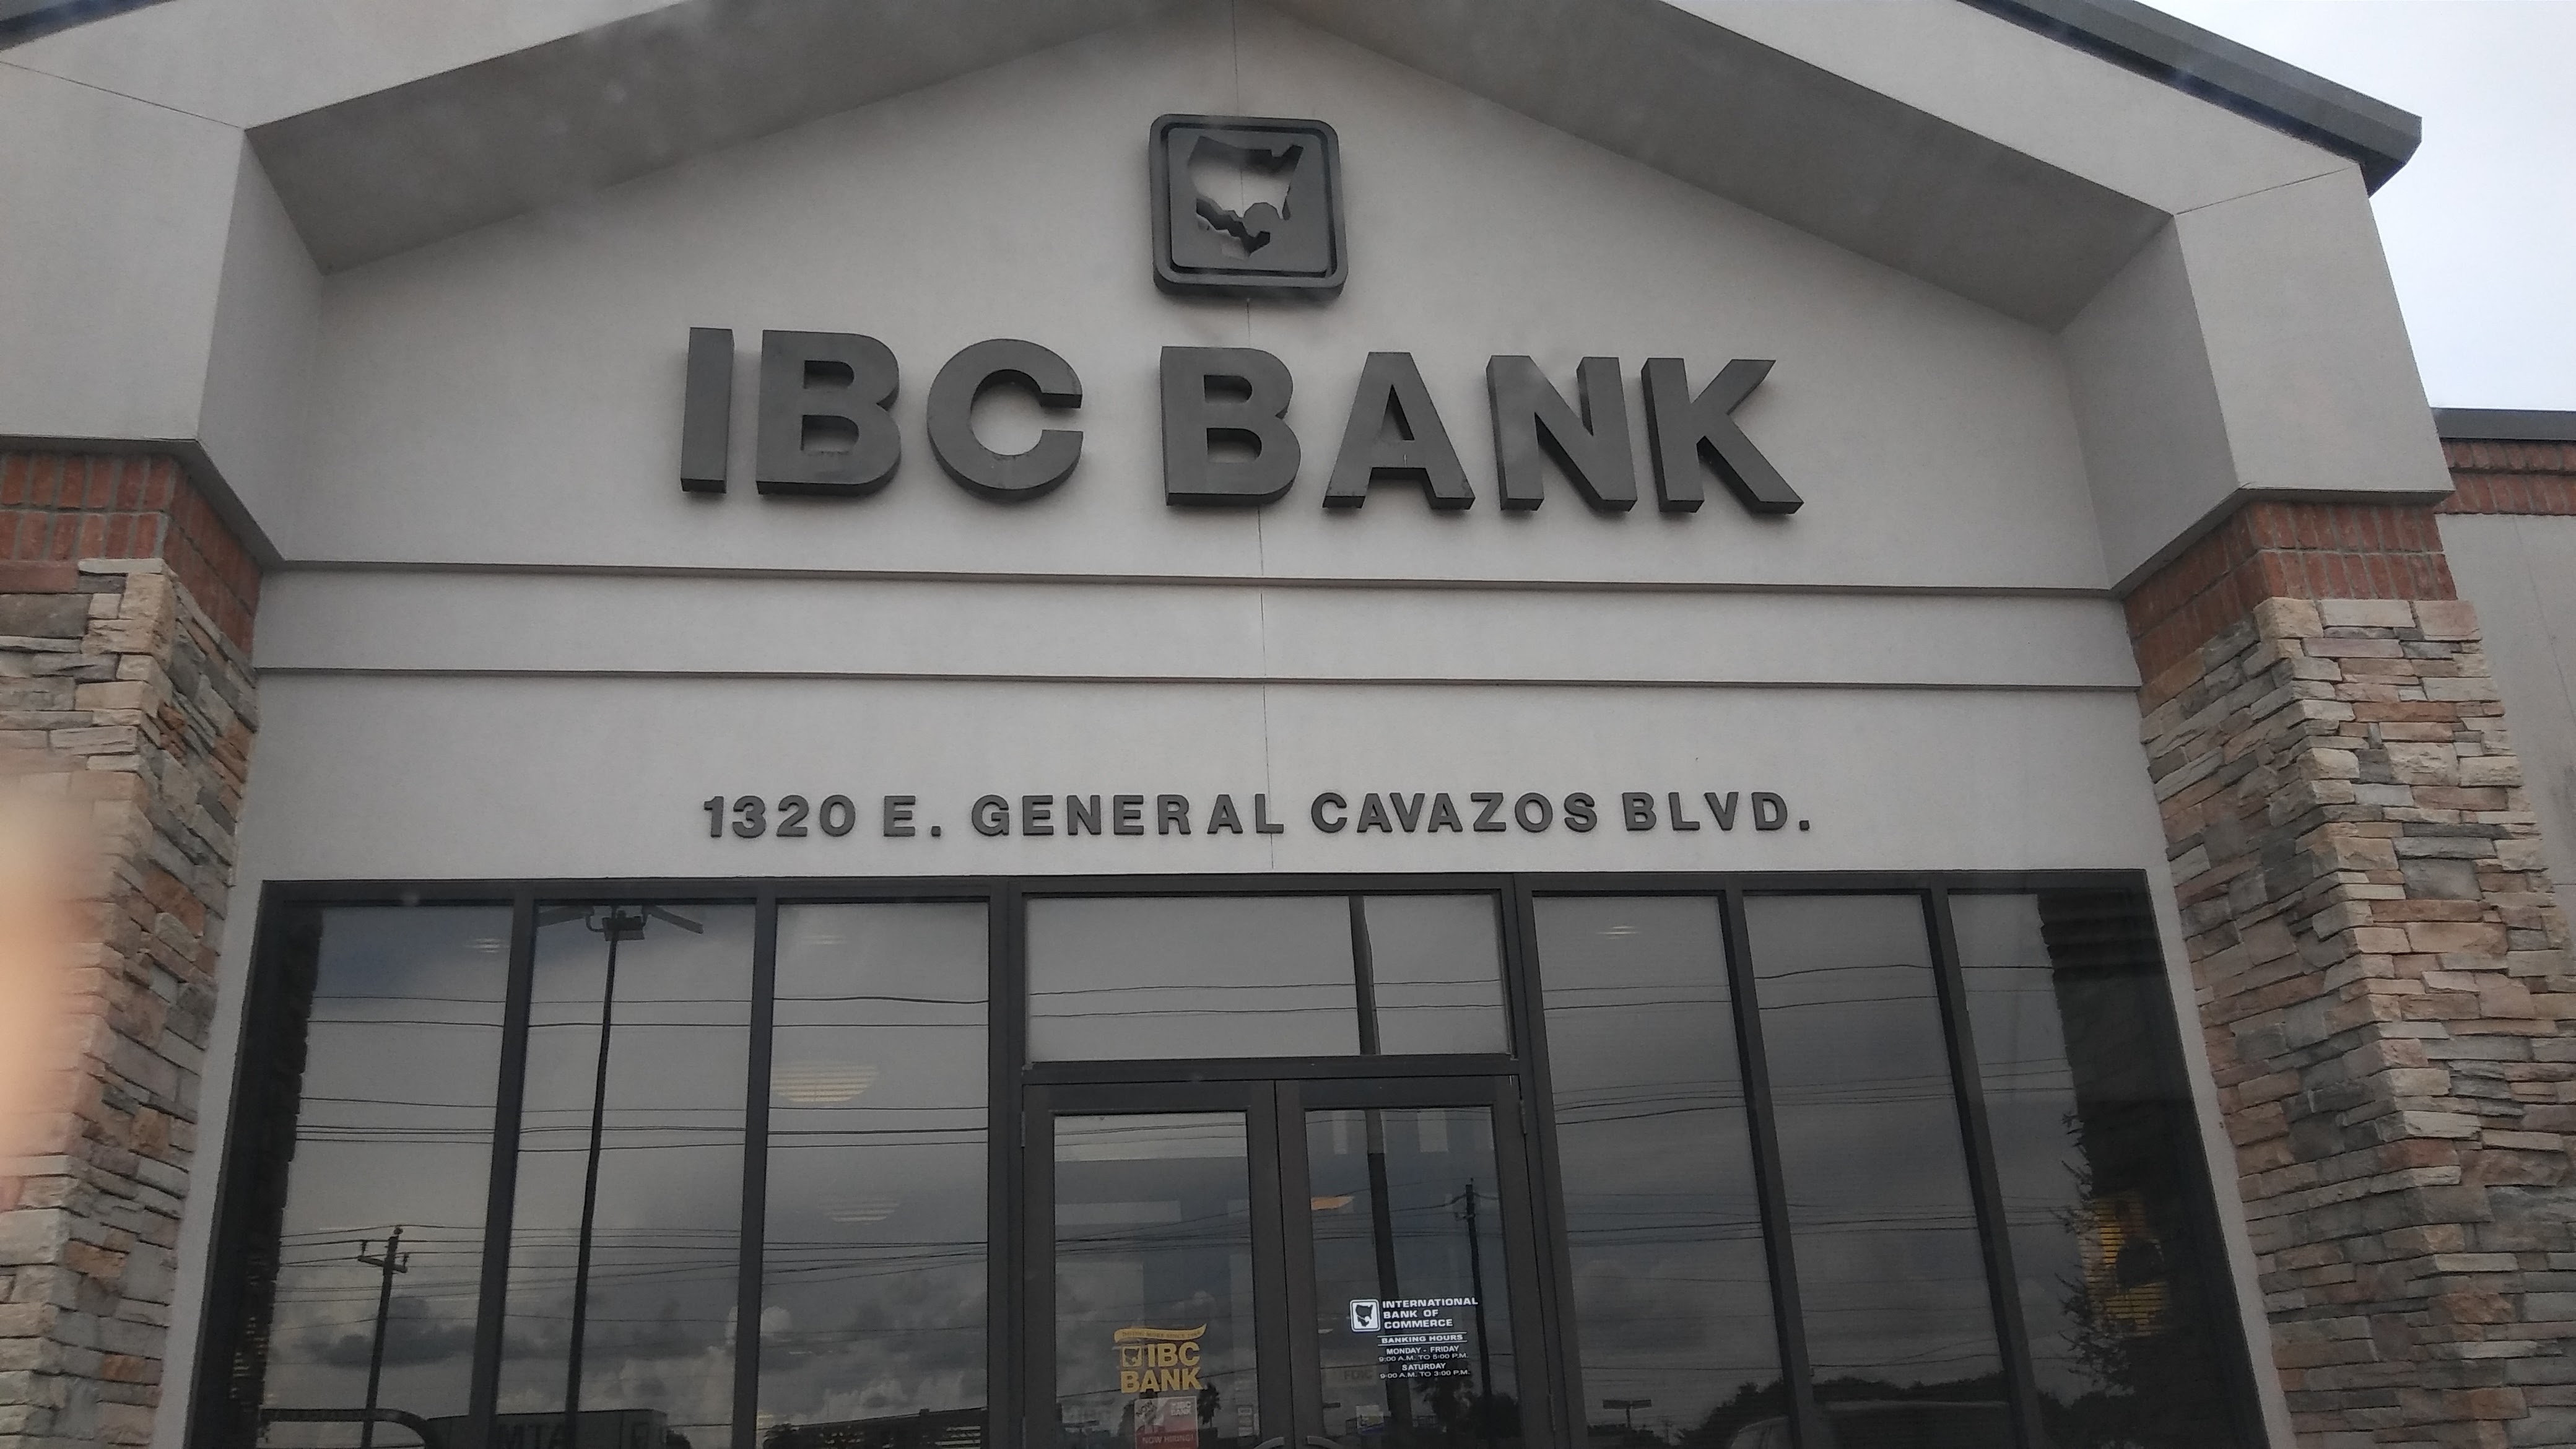 IBC BANK
1320 E. GENERAL CAVAZOS BLVD.
INTERNATIONAL
BANK OF
COMMERCE
BANKING HOURS
MONDAY - FRIDAY
9:00 A.M. TO 5:00 P.M.
SATURDAY
9:00 A.M. TO 3:00 P.M.
FDIC
IBC
BANK
NOW HIRING!